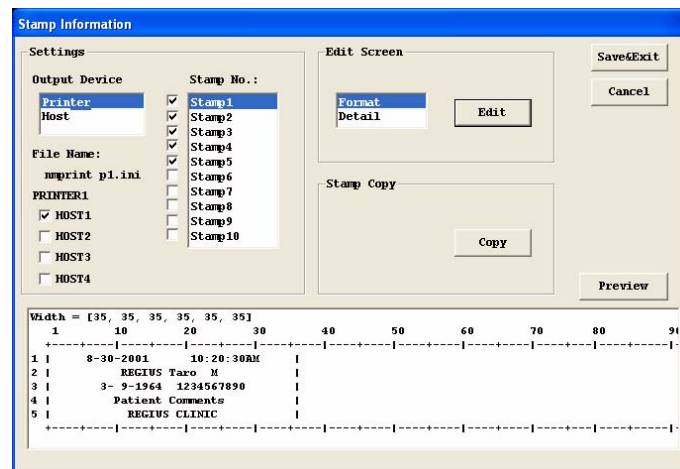 Stamp Information
Settings
Output Device
Printer
Host
File Name:
nmprint p1.ini
PRINTER1
HOST1
HOST2
HOST3
HOST4
Stamp No.:
Stamp1
Stamp2
Stamp3
Stamp4
Stamp5
Stamp6
Stamp7
Stamp8
Stamp9
Stamp10
Edit Screen
Format
Detail
Edit
Stamp Copy
Copy
Save&Exit
Cancel
Preview
Width = [35, 35, 35, 35, 35, 35]
1 10 20 30 40 50 60 70 80 90
1 | 8-30-2001 10:20:30AM |
2 | REGIUS Taro M |
3 | 3- 9-1964 1234567890 |
4 | Patient Comments |
5 | REGIUS CLINIC |